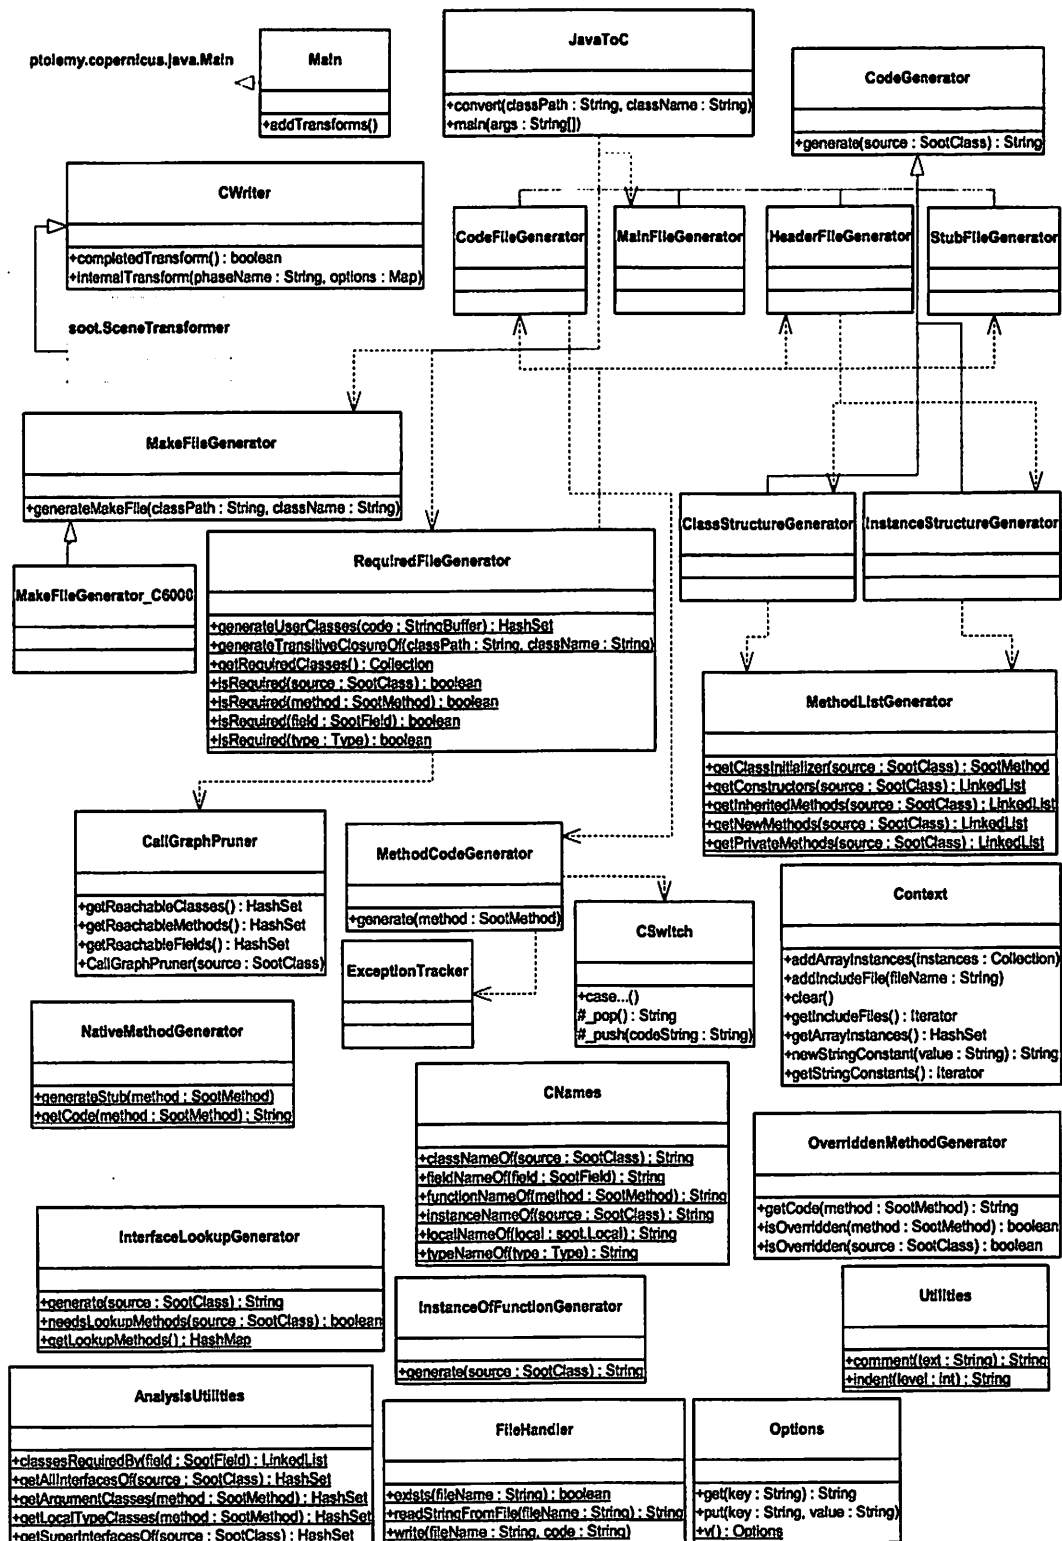 ptolemy.copernicus.java.Main
Main
+addTransforms()
JavaToC
+convert(classPath : String, className : String)
+main(args : String[])
CodeGenerator
+generate(source : SootClass) : String
CWriter
+completedTransform() : boolean
+internalTransform(phaseName : String, options : Map)
soot.SceneTransformer
CodeFileGenerator
MainFileGenerator
HeaderFileGenerator
StubFileGenerator
MakeFileGenerator
+generateMakeFile(classPath : String, className : String)
MakeFileGenerator_C6000
RequiredFileGenerator
+generateUserClasses(code : StringBuffer) : HashSet
+generateTransitiveClosureOf(classPath : String, className : String)
+getRequiredClasses() : Collection
+isRequired(source : SootClass) : boolean
+isRequired(method : SootMethod) : boolean
+isRequired(field : SootField) : boolean
+isRequired(type : Type) : boolean
ClassStructureGenerator
InstanceStructureGenerator
MethodListGenerator
+getClassInitializer(source : SootClass) : SootMethod
+getConstructors(source : SootClass) : LinkedList
+getInheritedMethods(source : SootClass) : LinkedList
+getNewMethods(source : SootClass) : LinkedList
+getPrivateMethods(source : SootClass) : LinkedList
CallGraphPruner
+getReachableClasses() : HashSet
+getReachableMethods() : HashSet
+getReachableFields() : HashSet
+CallGraphPruner(source : SootClass)
MethodCodeGenerator
+generate(method : SootMethod)
ExceptionTracker
CSwitch
+case...()
#_pop() : String
#_push(codeString : String)
Context
+addArrayInstances(instances : Collection)
+addIncludeFile(fileName : String)
+clear()
+getIncludeFiles() : Iterator
+getArrayInstances() : HashSet
+newStringConstant(value : String) : String
+getStringConstants() : Iterator
NativeMethodGenerator
+generateStub(method : SootMethod)
+getCode(method : SootMethod) : String
CNames
+classNameOf(source : SootClass) : String
+fieldNameOf(field : SootField) : String
+functionNameOf(method : SootMethod) : String
+instanceNameOf(source : SootClass) : String
+localNameOf(local : soot.Local) : String
+typeNameOf(type : Type) : String
OverriddenMethodGenerator
+getCode(method : SootMethod) : String
+isOverridden(method : SootMethod) : boolean
+isOverridden(source : SootClass) : boolean
InterfaceLookupGenerator
+generate(source : SootClass) : String
+needsLookupMethods(source : SootClass) : boolean
+getLookupMethods() : HashMap
InstanceOfFunctionGenerator
+generate(source : SootClass) : String
Utilities
+comment(text : String) : String
+indent(level : int) : String
AnalysisUtilities
+classesRequiredBy(field : SootField) : LinkedList
+getAllInterfacesOf(source : SootClass) : HashSet
+getArgumentClasses(method : SootMethod) : HashSet
+getLocalTypeClasses(method : SootMethod) : HashSet
+getSuperInterfacesOf(source : SootClass) : HashSet
FileHandler
+exists(fileName : String) : boolean
+readStringFromFile(fileName : String) : String
+write(fileName : String, code : String)
Options
+get(key : String) : String
+put(key : String, value : String)
+v() : Options